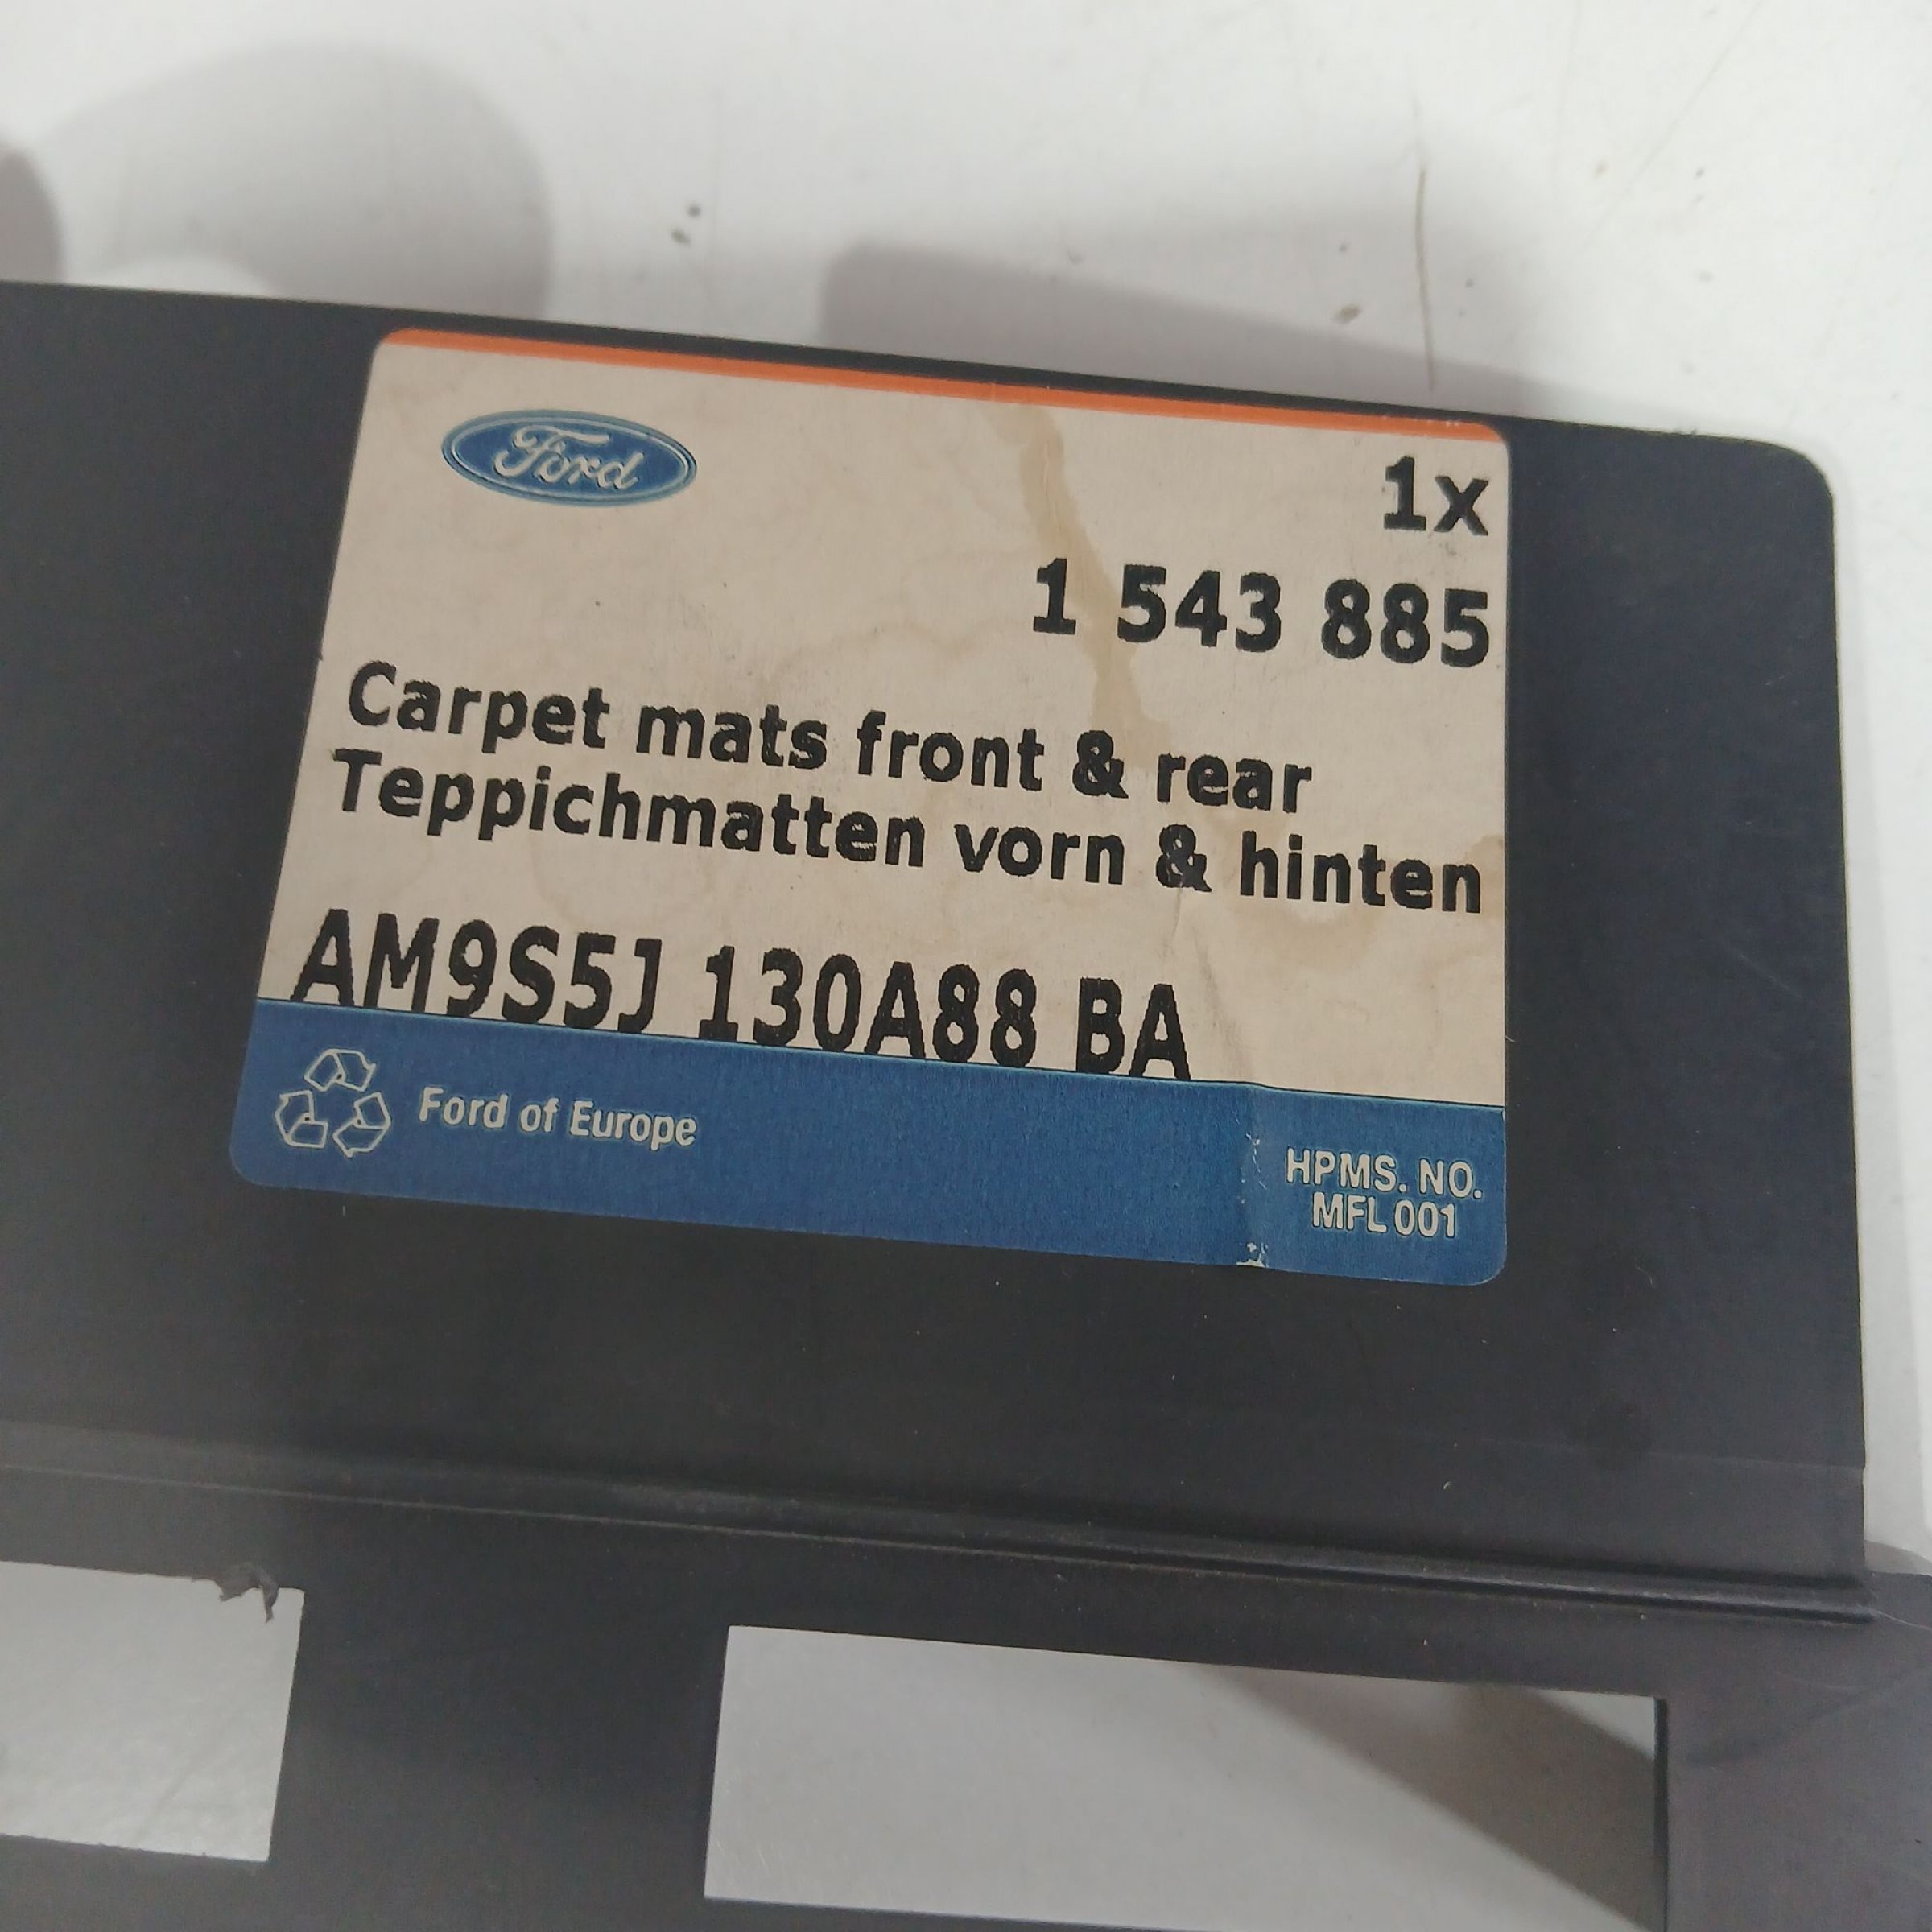 Ford
1x
1 543 885
Carpet mats front & rear
Teppichmatten vorn & hinten
AM9S5J 130A88 BA
Ford of Europe
HPMS. NO.
MFL 001